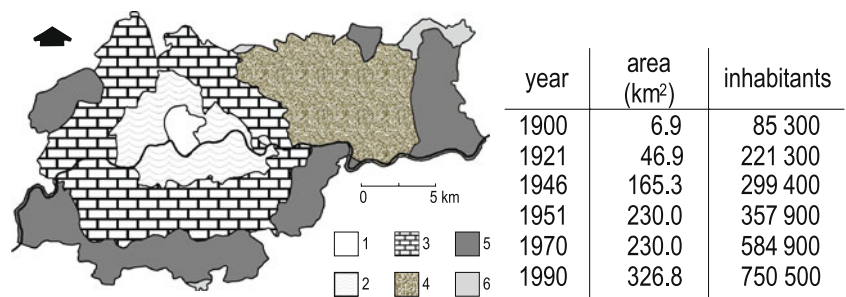 0 5 km
1 3 5
2 4 6
year area (km²) inhabitants
1900 6.9 85 300
1921 46.9 221 300
1946 165.3 299 400
1951 230.0 357 900
1970 230.0 584 900
1990 326.8 750 500